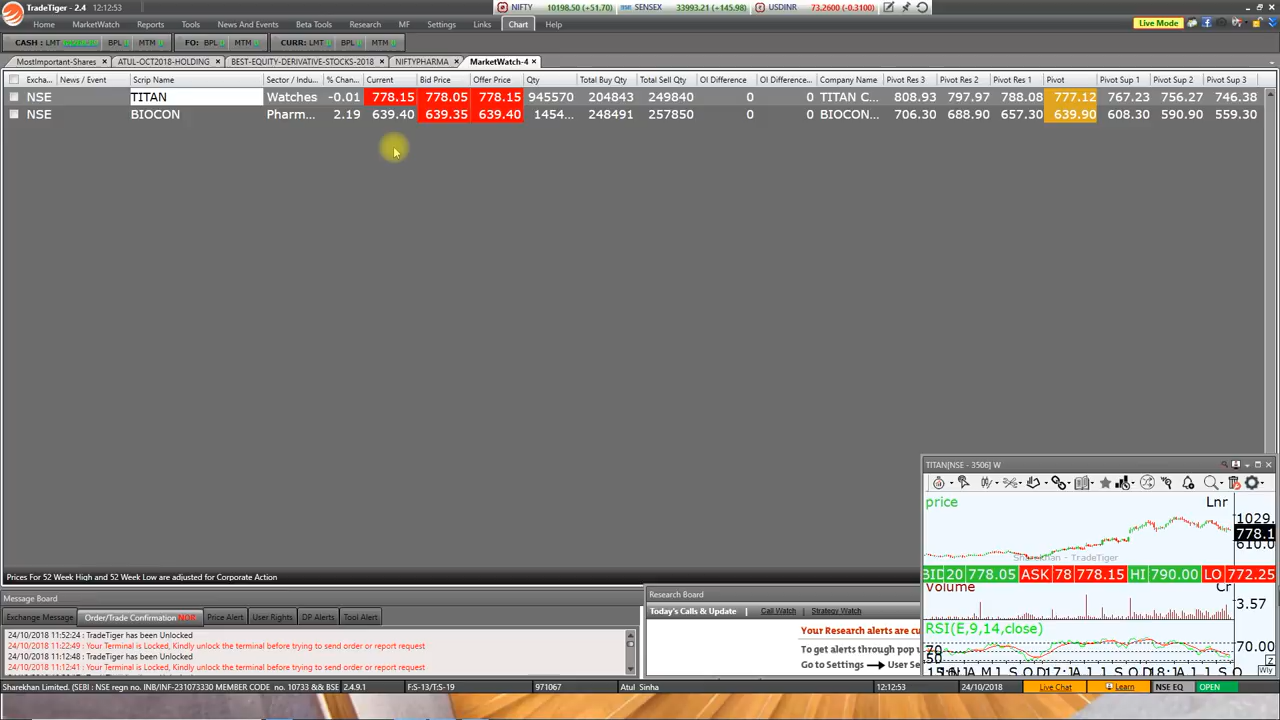 TradeTiger - 2.4 12:12:53 NIFTY 10198.50 (+51.70) SENSEX 33993.21 (+145.98) USDINR 73.2600 (-0.3100)
Home MarketWatch Reports Tools News And Events Beta Tools Research MF Settings Links Chart Help Live Mode
CASH : LMT BPL MTM FO: BPL MTM CURR: LMT BPL MTM
MostImportant-Shares ATUL-OCT2018-HOLDING BEST-EQUITY-DERIVATIVE-STOCKS-2018 NIFTYPHARMA MarketWatch-4
Excha... News / Event Scrip Name Sector / Indu... % Chan... Current Bid Price Offer Price Qty Total Buy Qty Total Sell Qty OI Difference OI Difference... Company Name Pivot Res 3 Pivot Res 2 Pivot Res 1 Pivot Pivot Sup 1 Pivot Sup 2 Pivot Sup 3
NSE TITAN Watches -0.01 778.15 778.05 778.15 945570 204843 249840 0 0 TITAN C... 808.93 797.97 788.08 777.12 767.23 756.27 746.38
NSE BIOCON Pharm... 2.19 639.40 639.35 639.40 1454... 248491 257850 0 0 BIOCON... 706.30 688.90 657.30 639.90 608.30 590.90 559.30
TITAN[NSE - 3506] W
price Lnr
1029.
778.1
610.0
Sharekhan - TradeTiger
BID 20 778.05 ASK 78 778.15 HI 790.00 LO 772.25
Volume Cr
3.57
RSI(E,9,14,close)
70.00
70
50
Prices For 52 Week High and 52 Week Low are adjusted for Corporate Action
Message Board
Exchange Message Order/Trade Confirmation NOR. Price Alert User Rights DP Alerts Tool Alert
24/10/2018 11:52:24 : TradeTiger has been Unlocked
24/10/2018 11:22:49 : Your Terminal is Locked, Kindly unlock the terminal before trying to send order or report request
24/10/2018 11:12:48 : TradeTiger has been Unlocked
24/10/2018 11:12:41 : Your Terminal is Locked, Kindly unlock the terminal before trying to send order or report request
Research Board
Today's Calls & Update Call Watch Strategy Watch
Your Research alerts are cu
To get alerts through pop u
Go to Settings User Se
Sharekhan Limited. (SEBI : NSE regn no. INB/INF-231073330 MEMBER CODE no. 10733 && BSE 2.4.9.1 F:S-13/T:S-19 971067 Atul Sinha 12:12:53 24/10/2018 Live Chat Learn NSE EQ OPEN